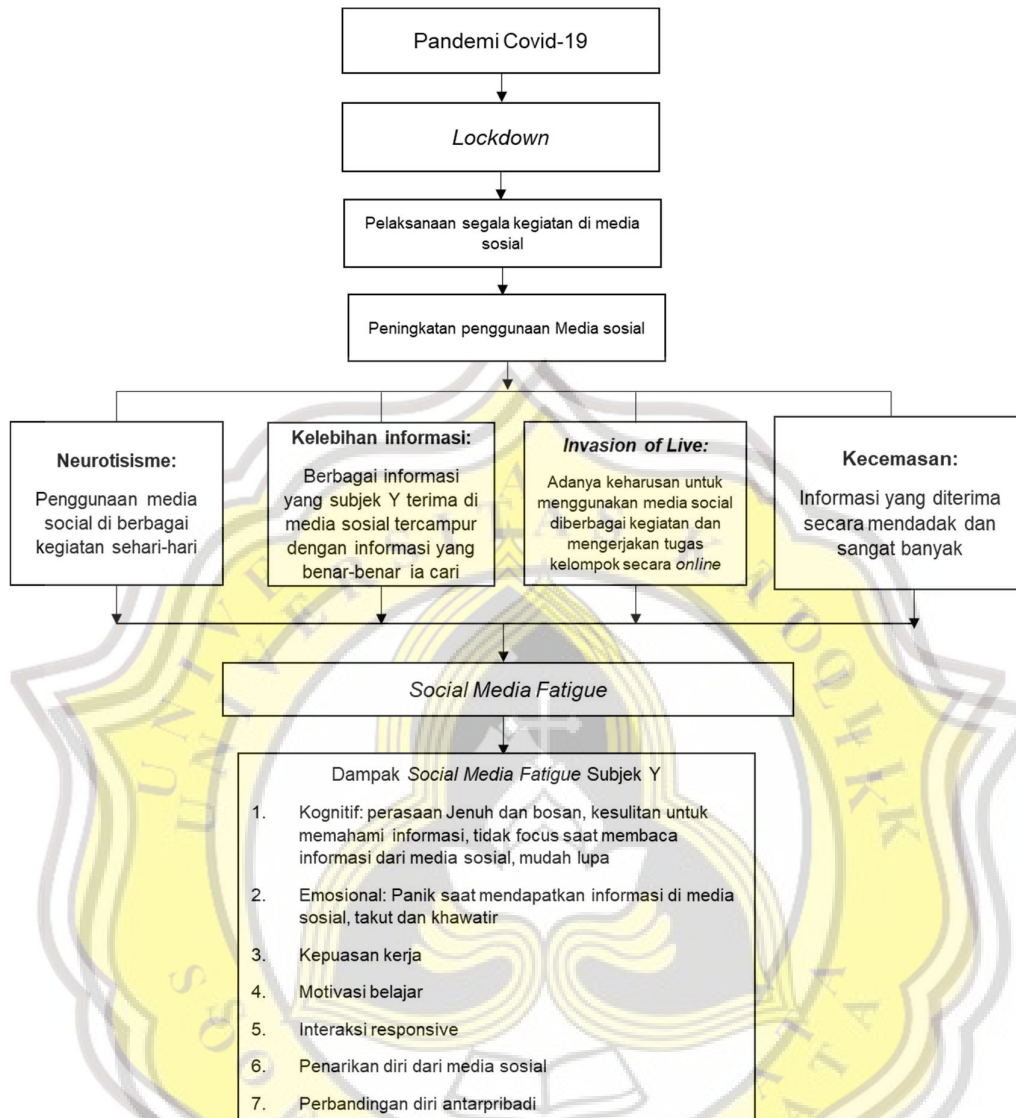 Pandemi Covid-19
Lockdown
Pelaksanaan segala kegiatan di media
sosial
Peningkatan penggunaan Media sosial
Neurotisisme:
Penggunaan media
social di berbagai
kegiatan sehari-hari
Kelebihan informasi:
Berbagai informasi
yang subjek Y terima di
media sosial tercampur
dengan informasi yang
benar-benar ia cari
Invasion of Live:
Adanya keharusan untuk
menggunakan media social
diberbagai kegiatan dan
mengerjakan tugas
kelompok secara online
Kecemasan:
Informasi yang diterima
secara mendadak dan
sangat banyak
Social Media Fatigue
Dampak Social Media Fatigue Subjek Y
1. Kognitif: perasaan Jenuh dan bosan, kesulitan untuk
memahami informasi, tidak focus saat membaca
informasi dari media sosial, mudah lupa
2. Emosional: Panik saat mendapatkan informasi di media
sosial, takut dan khawatir
3. Kepuasan kerja
4. Motivasi belajar
5. Interaksi responsive
6. Penarikan diri dari media sosial
7. Perbandingan diri antarpribadi